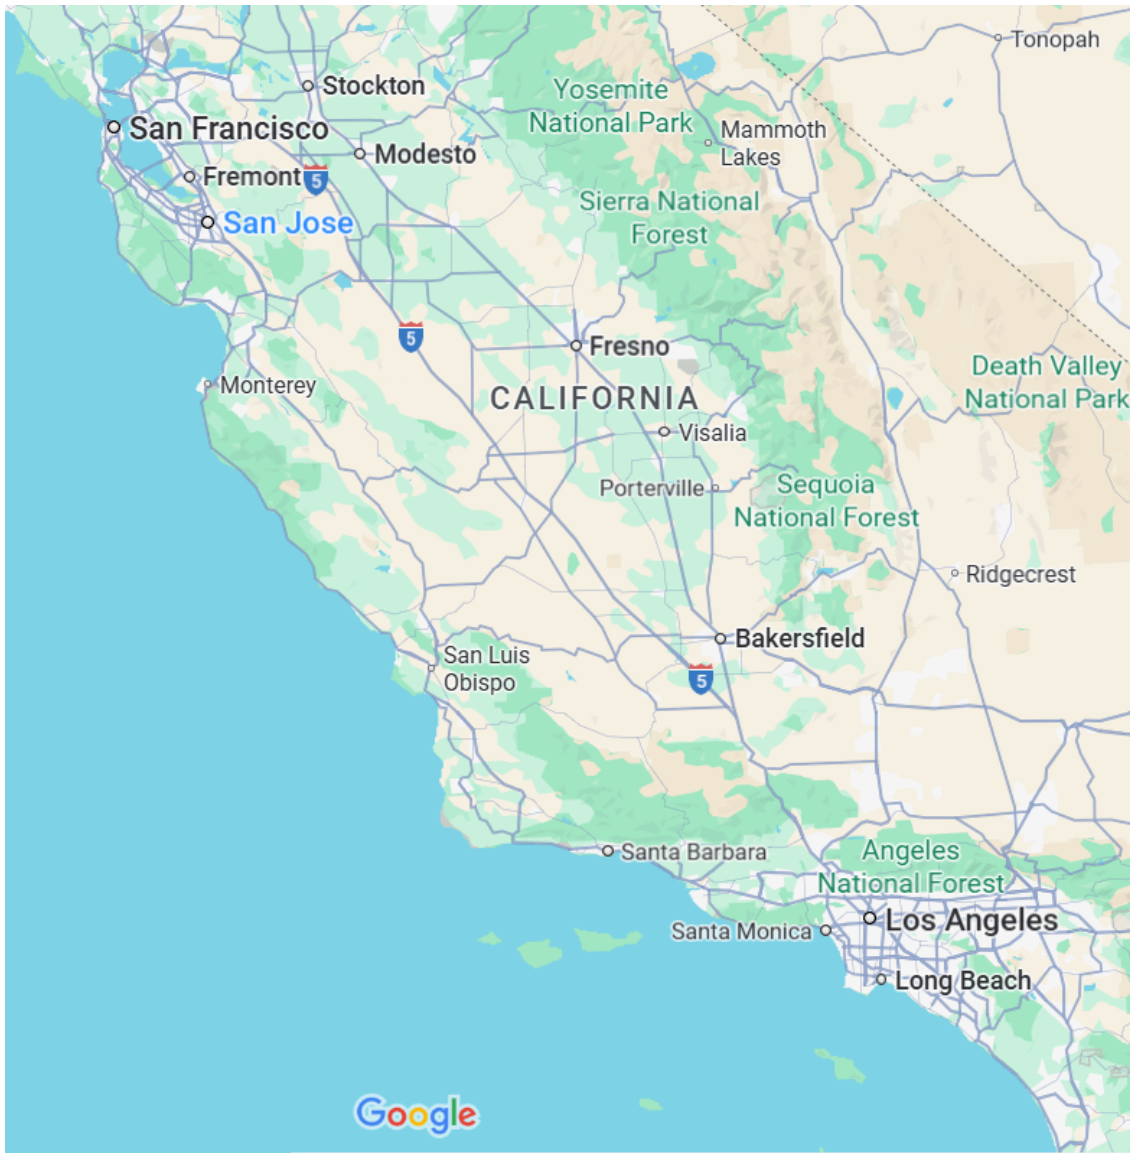 Tonopah
Stockton
Yosemite
National Park
San Francisco
Mammoth
Lakes
Modesto
Fremont
5
Sierra National
Forest
San Jose
5
Fresno
Death Valley
National Park
Monterey
CALIFORNIA
Visalia
Porterville
Sequoia
National Forest
Ridgecrest
Bakersfield
San Luis
Obispo
5
Santa Barbara
Angeles
National Forest
Los Angeles
Santa Monica
Long Beach
Google